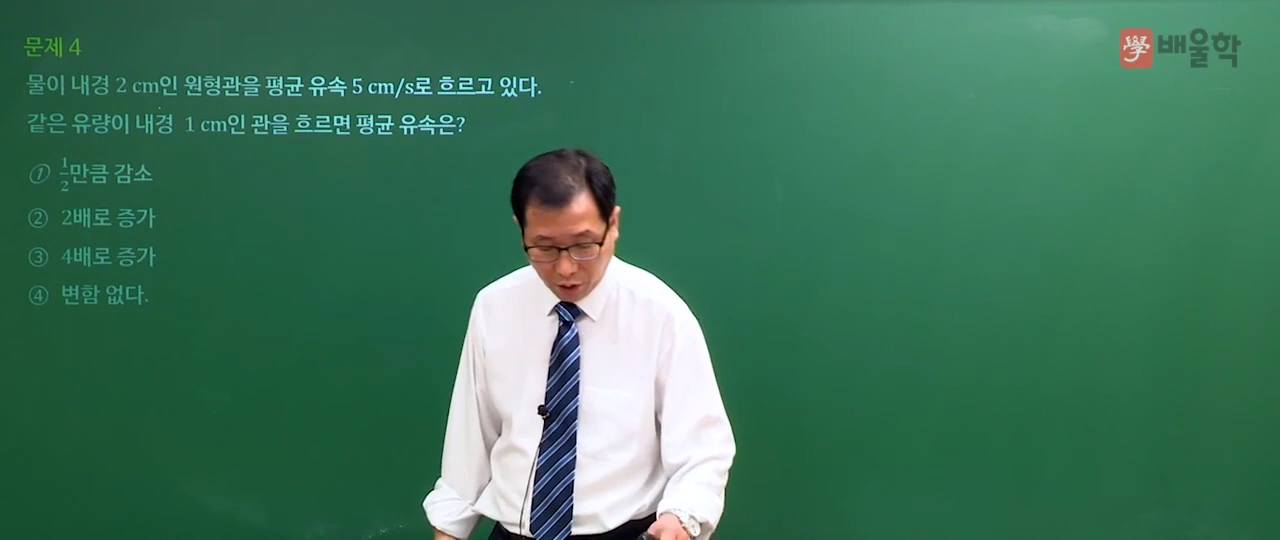 문제 4
學 배울학
물이 내경 2 cm인 원형관을 평균 유속 5 cm/s로 흐르고 있다.
같은 유량이 내경 1 cm인 관을 흐르면 평균 유속은?
① 1/2만큼 감소
② 2배로 증가
③ 4배로 증가
④ 변함 없다.